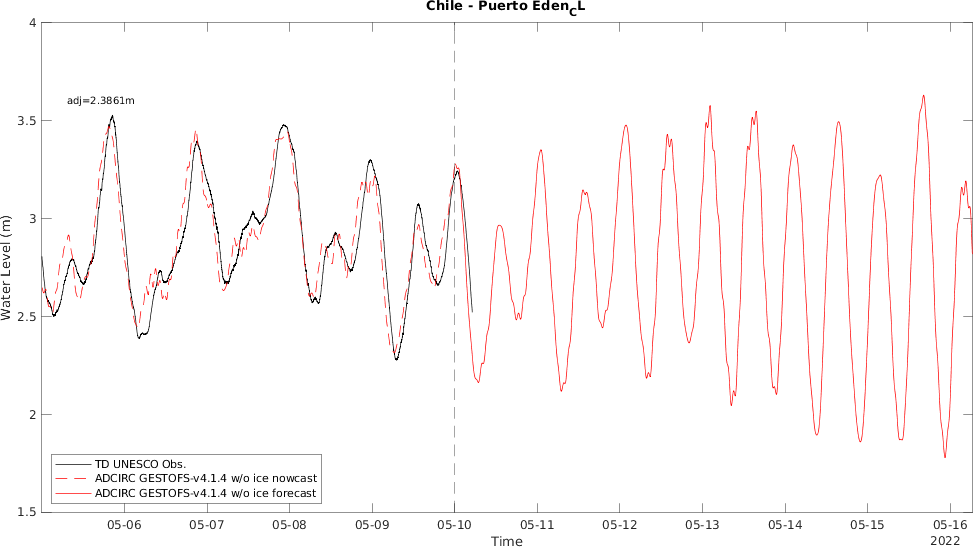 Chile - Puerto Eden_CL
adj=2.3861m
4
3.5
3
2.5
2
1.5
Water Level (m)
TD UNESCO Obs.
ADCIRC GESTOFS-v4.1.4 w/o ice nowcast
ADCIRC GESTOFS-v4.1.4 w/o ice forecast
05-06 05-07 05-08 05-09 05-10 05-11 05-12 05-13 05-14 05-15 05-16
Time
2022